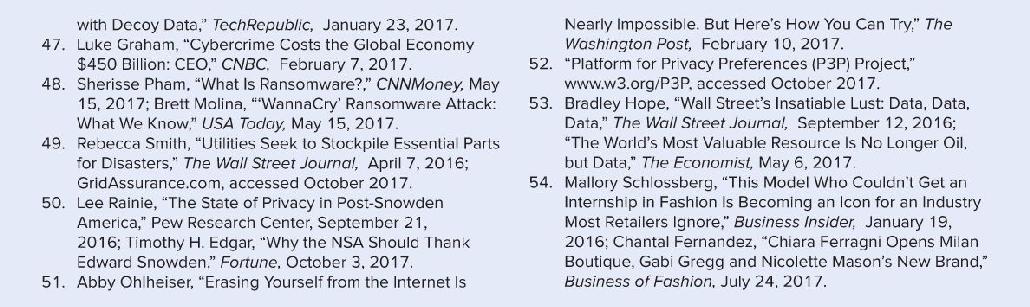 with Decoy Data,” TechRepublic, January 23, 2017.
47. Luke Graham, “Cybercrime Costs the Global Economy
$450 Billion: CEO,” CNBC, February 7, 2017.
48. Sherisse Pham, “What Is Ransomware?,” CNNMoney, May
15, 2017; Brett Molina, “‘WannaCry’ Ransomware Attack:
What We Know,” USA Today, May 15, 2017.
49. Rebecca Smith, “Utilities Seek to Stockpile Essential Parts
for Disasters,” The Wall Street Journal, April 7, 2016;
GridAssurance.com, accessed October 2017.
50. Lee Rainie, “The State of Privacy in Post-Snowden
America,” Pew Research Center, September 21,
2016; Timothy H. Edgar, “Why the NSA Should Thank
Edward Snowden,” Fortune, October 3, 2017.
51. Abby Ohlheiser, “Erasing Yourself from the Internet Is
Nearly Impossible. But Here’s How You Can Try,” The
Washington Post, February 10, 2017.
52. “Platform for Privacy Preferences (P3P) Project,”
www.w3.org/P3P, accessed October 2017.
53. Bradley Hope, “Wall Street’s Insatiable Lust: Data, Data,
Data,” The Wall Street Journal, September 12, 2016;
“The World’s Most Valuable Resource Is No Longer Oil,
but Data,” The Economist, May 6, 2017.
54. Mallory Schlossberg, “This Model Who Couldn’t Get an
Internship in Fashion Is Becoming an Icon for an Industry
Most Retailers Ignore,” Business Insider, January 19,
2016; Chantal Fernandez, “Chiara Ferragni Opens Milan
Boutique, Gabi Gregg and Nicolette Mason’s New Brand,”
Business of Fashion, July 24, 2017.